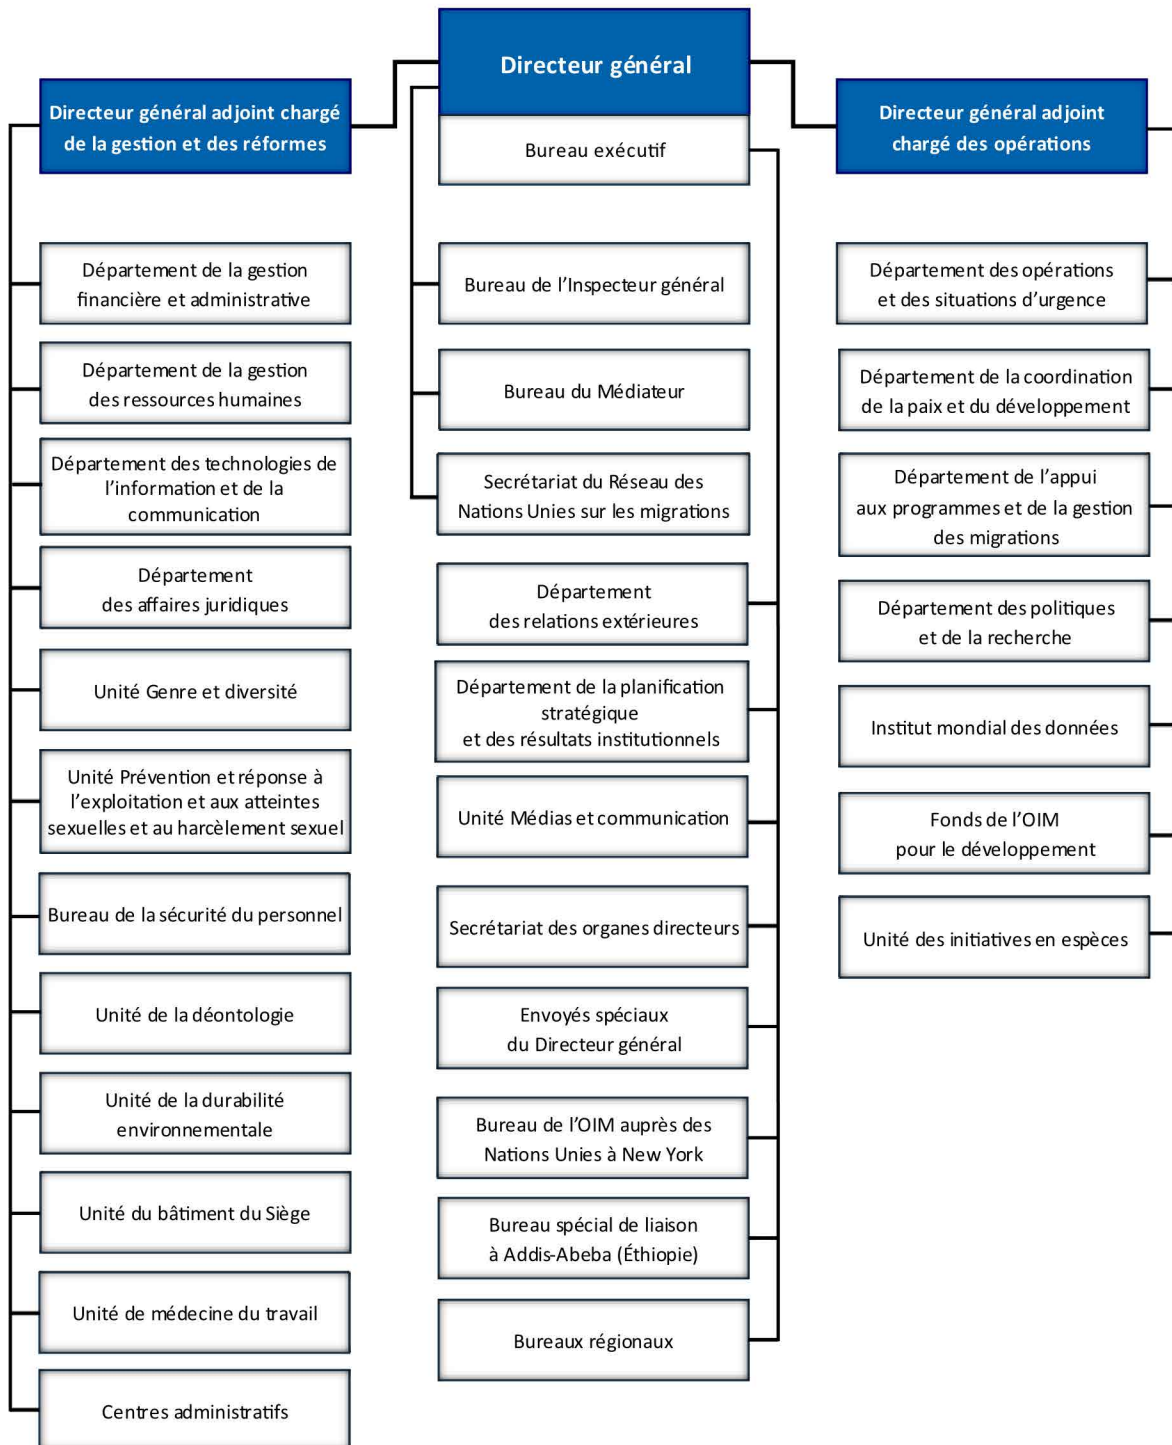 Directeur général
Bureau exécutif
Directeur général adjoint chargé
de la gestion et des réformes
Directeur général adjoint
chargé des opérations
Département de la gestion
financière et administrative
Département de la gestion
des ressources humaines
Département des technologies de
l’information et de la
communication
Département
des affaires juridiques
Unité Genre et diversité
Unité Prévention et réponse à
l’exploitation et aux atteintes
sexuelles et au harcèlement sexuel
Bureau de la sécurité du personnel
Unité de la déontologie
Unité de la durabilité
environnementale
Unité du bâtiment du Siège
Unité de médecine du travail
Centres administratifs
Bureau de l’Inspecteur général
Bureau du Médiateur
Secrétariat du Réseau des
Nations Unies sur les migrations
Département
des relations extérieures
Département de la planification
stratégique
et des résultats institutionnels
Unité Médias et communication
Secrétariat des organes directeurs
Envoyés spéciaux
du Directeur général
Bureau de l’OIM auprès des
Nations Unies à New York
Bureau spécial de liaison
à Addis-Abeba (Éthiopie)
Bureaux régionaux
Département des opérations
et des situations d’urgence
Département de la coordination
de la paix et du développement
Département de l’appui
aux programmes et de la gestion
des migrations
Département des politiques
et de la recherche
Institut mondial des données
Fonds de l’OIM
pour le développement
Unité des initiatives en espèces